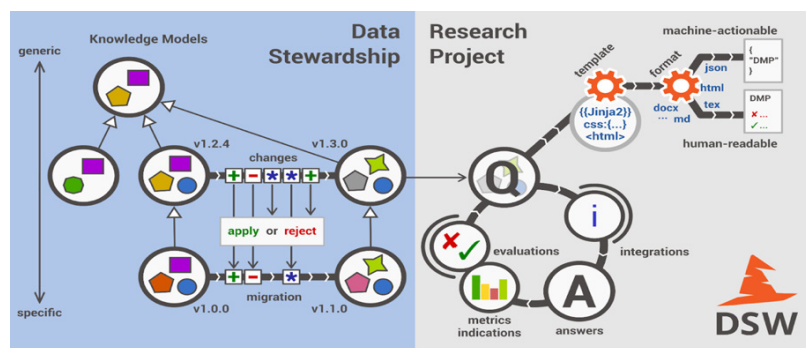 generic
Knowledge Models
Data
Stewardship
Research
Project
machine-actionable
template
format
json
{
"DMP"
}
html
{{Jinja2}}
css:{...}
<html>
docx
...
md
tex
DMP
✗...
✓...
human-readable
v1.2.4
changes
v1.3.0
+ - * * +
apply or reject
Q
i
evaluations
integrations
+ - *
v1.0.0
migration
v1.1.0
specific
metrics
indications
A
answers
DSW